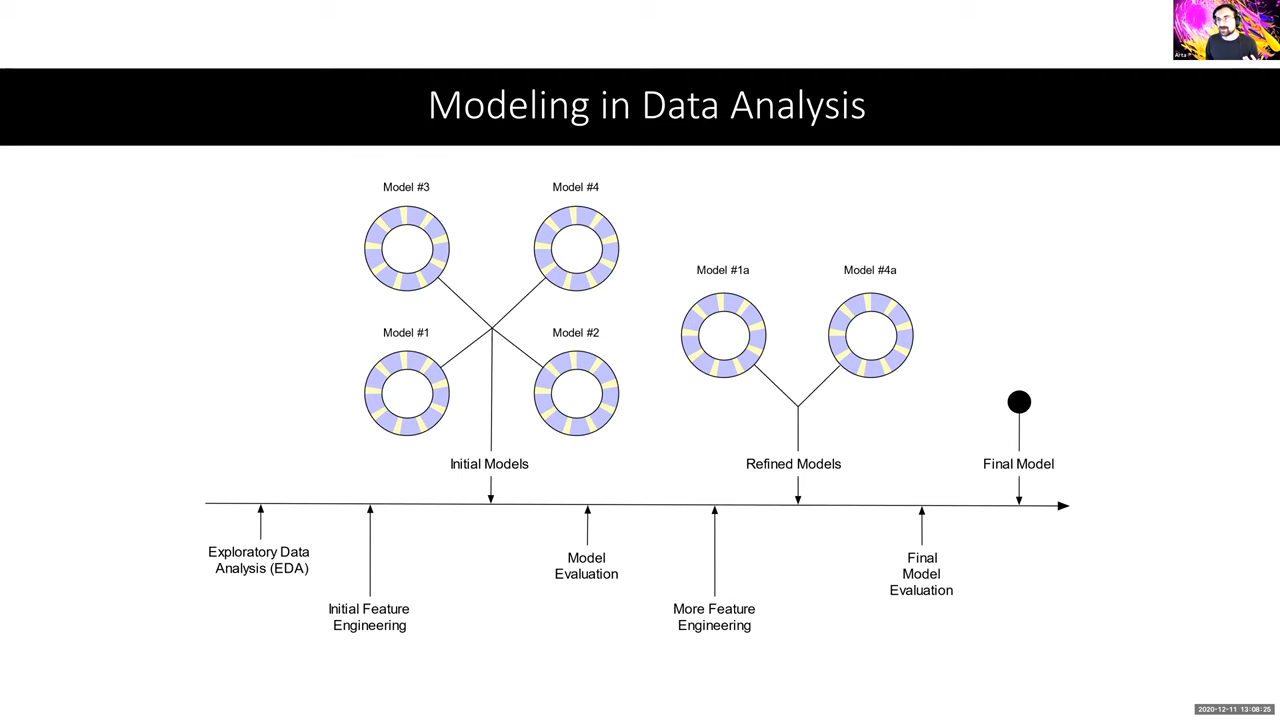 Arta
Modeling in Data Analysis
Model #3
Model #4
Model #1
Model #2
Model #1a
Model #4a
Initial Models
Refined Models
Final Model
Exploratory Data
Analysis (EDA)
Initial Feature
Engineering
Model
Evaluation
More Feature
Engineering
Final
Model
Evaluation
2020-12-11 13:08:25